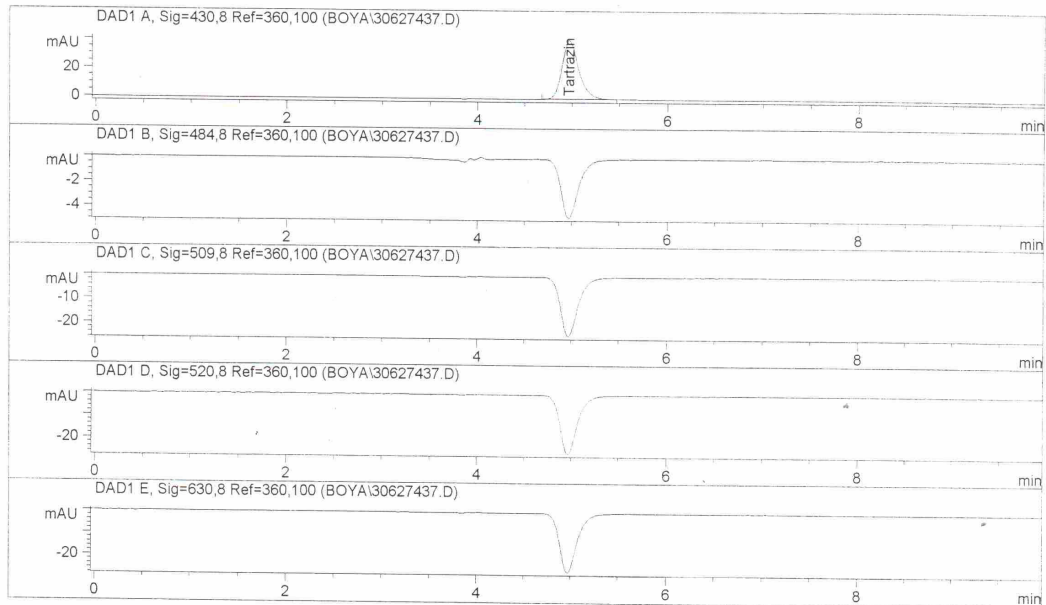 DAD1 A, Sig=430,8 Ref=360,100 (BOYA\30627437.D)
mAU
20
0
Tartrazin
0 2 4 6 8 min
DAD1 B, Sig=484,8 Ref=360,100 (BOYA\30627437.D)
mAU
-2
-4
0 2 4 6 8 min
DAD1 C, Sig=509,8 Ref=360,100 (BOYA\30627437.D)
mAU
-10
-20
0 2 4 6 8 min
DAD1 D, Sig=520,8 Ref=360,100 (BOYA\30627437.D)
mAU
-20
0 2 4 6 8 min
DAD1 E, Sig=630,8 Ref=360,100 (BOYA\30627437.D)
mAU
-20
0 2 4 6 8 min